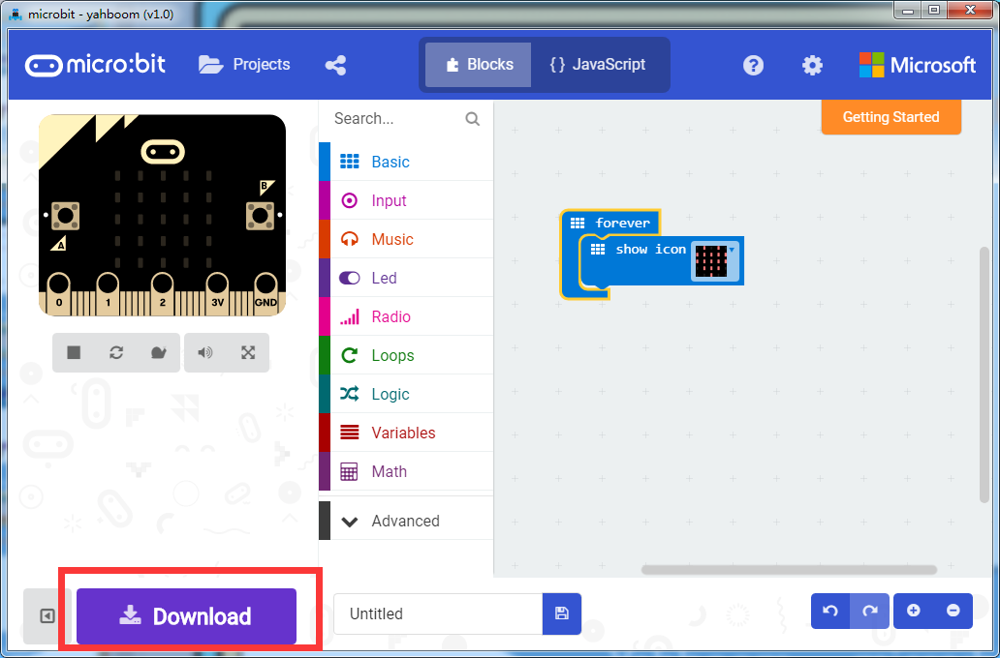 microbit - yahboom (v1.0)
micro:bit
Projects
Blocks
{ } JavaScript
?
Microsoft
Search...
Getting Started
Basic
Input
Music
Led
Radio
Loops
Logic
Variables
Math
Advanced
B
A
0 1 2 3V GND
forever
show icon
Download
Untitled